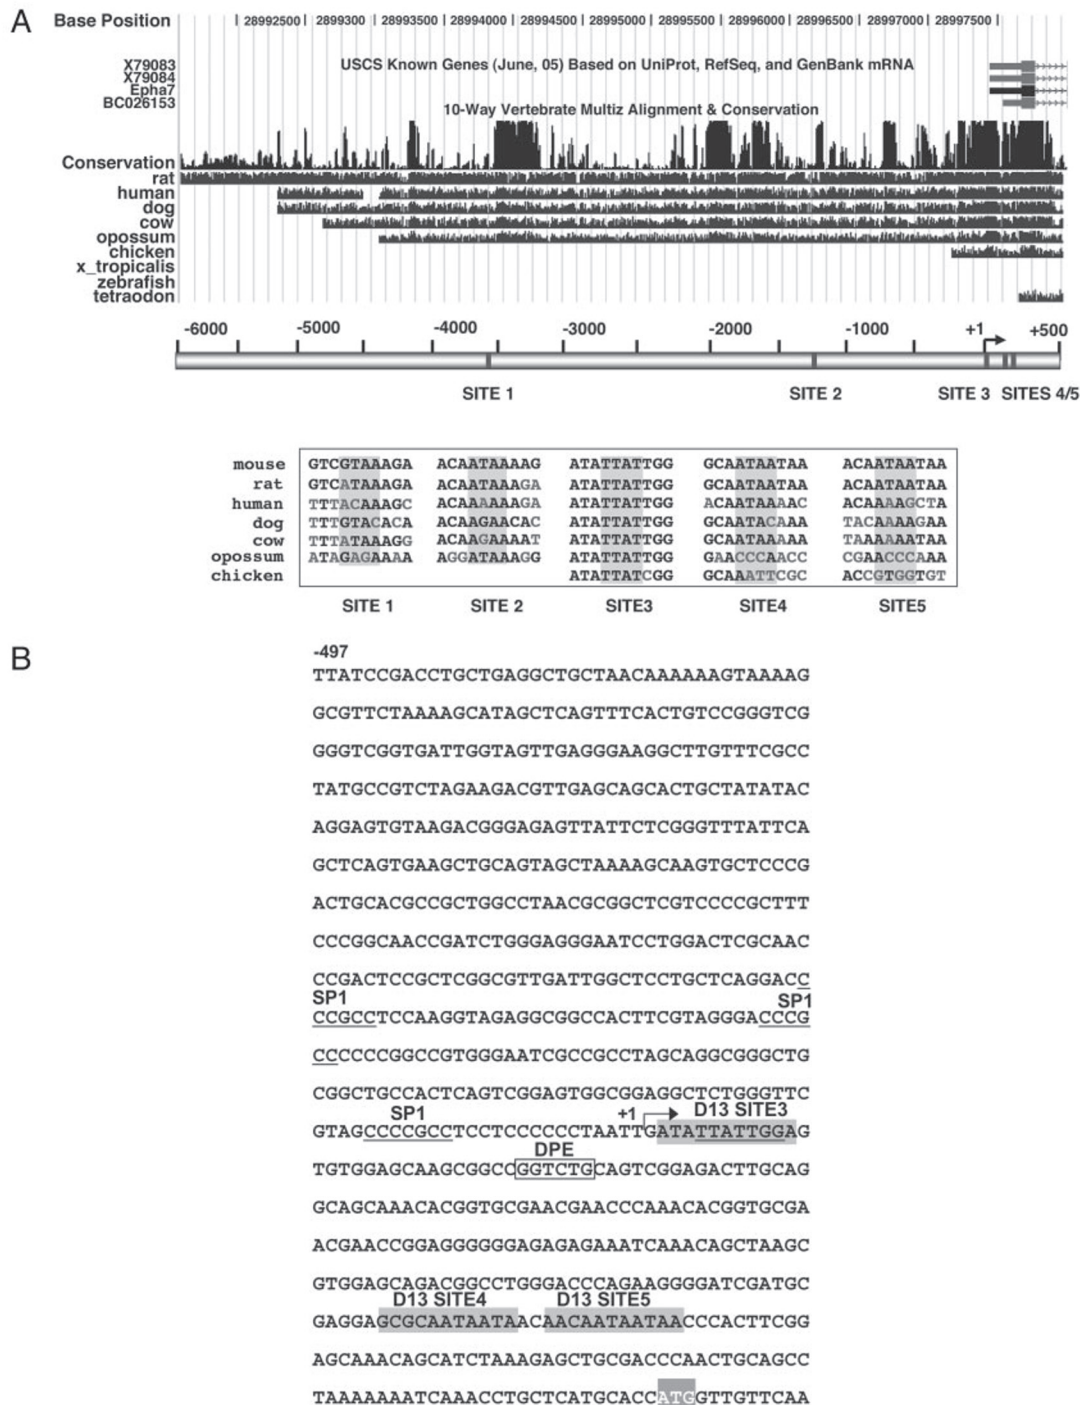 A
Base Position | 28992500 | 28993000 | 28993500 | 28994000 | 28994500 | 28995000 | 28995500 | 28996000 | 28996500 | 28997000 | 28997500 |
X79083
X79084
Epha7
BC026153
USCS Known Genes (June, 05) Based on UniProt, RefSeq, and GenBank mRNA
10-Way Vertebrate Multiz Alignment & Conservation
Conservation
rat
human
dog
cow
opossum
chicken
x_tropicalis
zebrafish
tetraodon
-6000 -5000 -4000 -3000 -2000 -1000 +1 +500
SITE 1 SITE 2 SITE 3 SITES 4/5
mouse GTCGTAAAGA ACAATAAAAG ATATTATTGG GCAATAATAA ACAATAATAA
rat GTCATAAAGA ACAATAAAGA ATATTATTGG GCAATAATAA ACAATAATAA
human TTTACAAAGC ACAAAAAAGA ATATTATTGG ACAATAAAAC ACAAAAGCTA
dog TTTGTACACA ACAAGAACAC ATATTATTGG GCAATACAAA TACAAAAGAA
cow TTTATAAAGG ACAAGAAAAT ATATTATTGG GCAATAAAAA TAAAAAATAA
opossum ATAGAGAAAA AGGATAAAGG ATATTATTGG GAACCCAACC CGAACCCAAA
chicken ATATTATCGG GCAAATTCGC ACCGTGGTGT
SITE 1 SITE 2 SITE3 SITE4 SITE5
B
-497
TTATCCGACCTGCTGAGGCTGCTAACAAAAAAGTAAAAG
GCGTTCTAAAAGCATAGCTCAGTTTCACTGTCCGGGTCG
GGGTCGGTGATTGGTAGTTGAGGGAAGGCTTGTTTCGCC
TATGCCGTCTAGAAGACGTTGAGCAGCACTGCTATATAC
AGGAGTGTAAGACGGGAGAGTTATTCTCGGGTTTATTCA
GCTCAGTGAAGCTGCAGTAGCTAAAAGCAAGTGCTCCCG
ACTGCACGCCGCTGGCCTAACGCGGCTCGTCCCCGCTTT
CCCGGCAACCGATCTGGGAGGGAATCCTGGACTCGCAAC
CCGACTCCGCTCGGCGTTGATTGGCTCCTGCTCAGGACC
SP1 SP1
CCGCCTCCAAGGTAGAGGCGGCCACTTCGTAGGGACCCG
CCCCCCCGGCCGTGGGAATCGCCGCCTAGCAGGCGGGCTG
CGGCTGCCACTCAGTCGGAGTGGCGGAGGCTCTGGGTTC
SP1 +1 D13 SITE3
GTAGCCCCGCCTCCTCCCCCCTAATTGATATTATTGGAG
DPE
TGTGGAGCAAGCGGCCGGTCTGCAGTCGGAGACTTGCAG
GCAGCAAACACGGTGCGAACGAACCCAAACACGGTGCGA
ACGAACCGGAGGGGGGAGAGAGAAATCAAACAGCTAAGC
GTGGAGCAGACGGCCTGGGACCCAGAAGGGGATCGATGC
D13 SITE4 D13 SITE5
GAGGAGCGCAATAATAACAACAATAATAACCCACTTCGG
AGCAAACAGCATCTAAAGAGCTGCGACCCAACTGCAGCC
TAAAAAAATCAAACCTGCTCATGCACCATGGTTGTTCAA